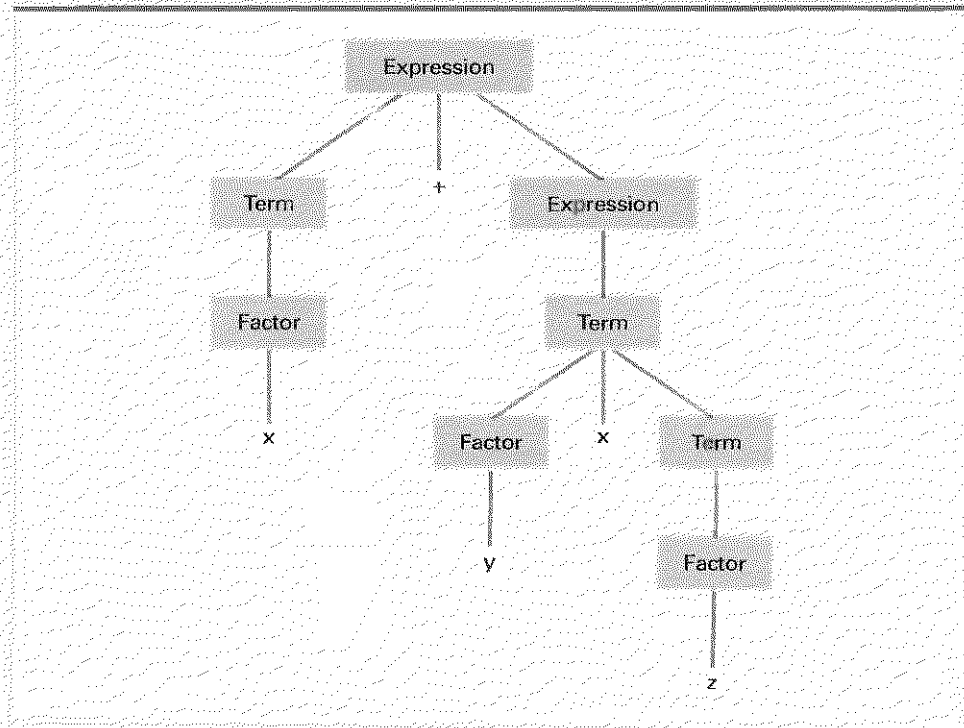 Expression
+
Term Expression
Factor Term
x Factor x Term
y Factor
z